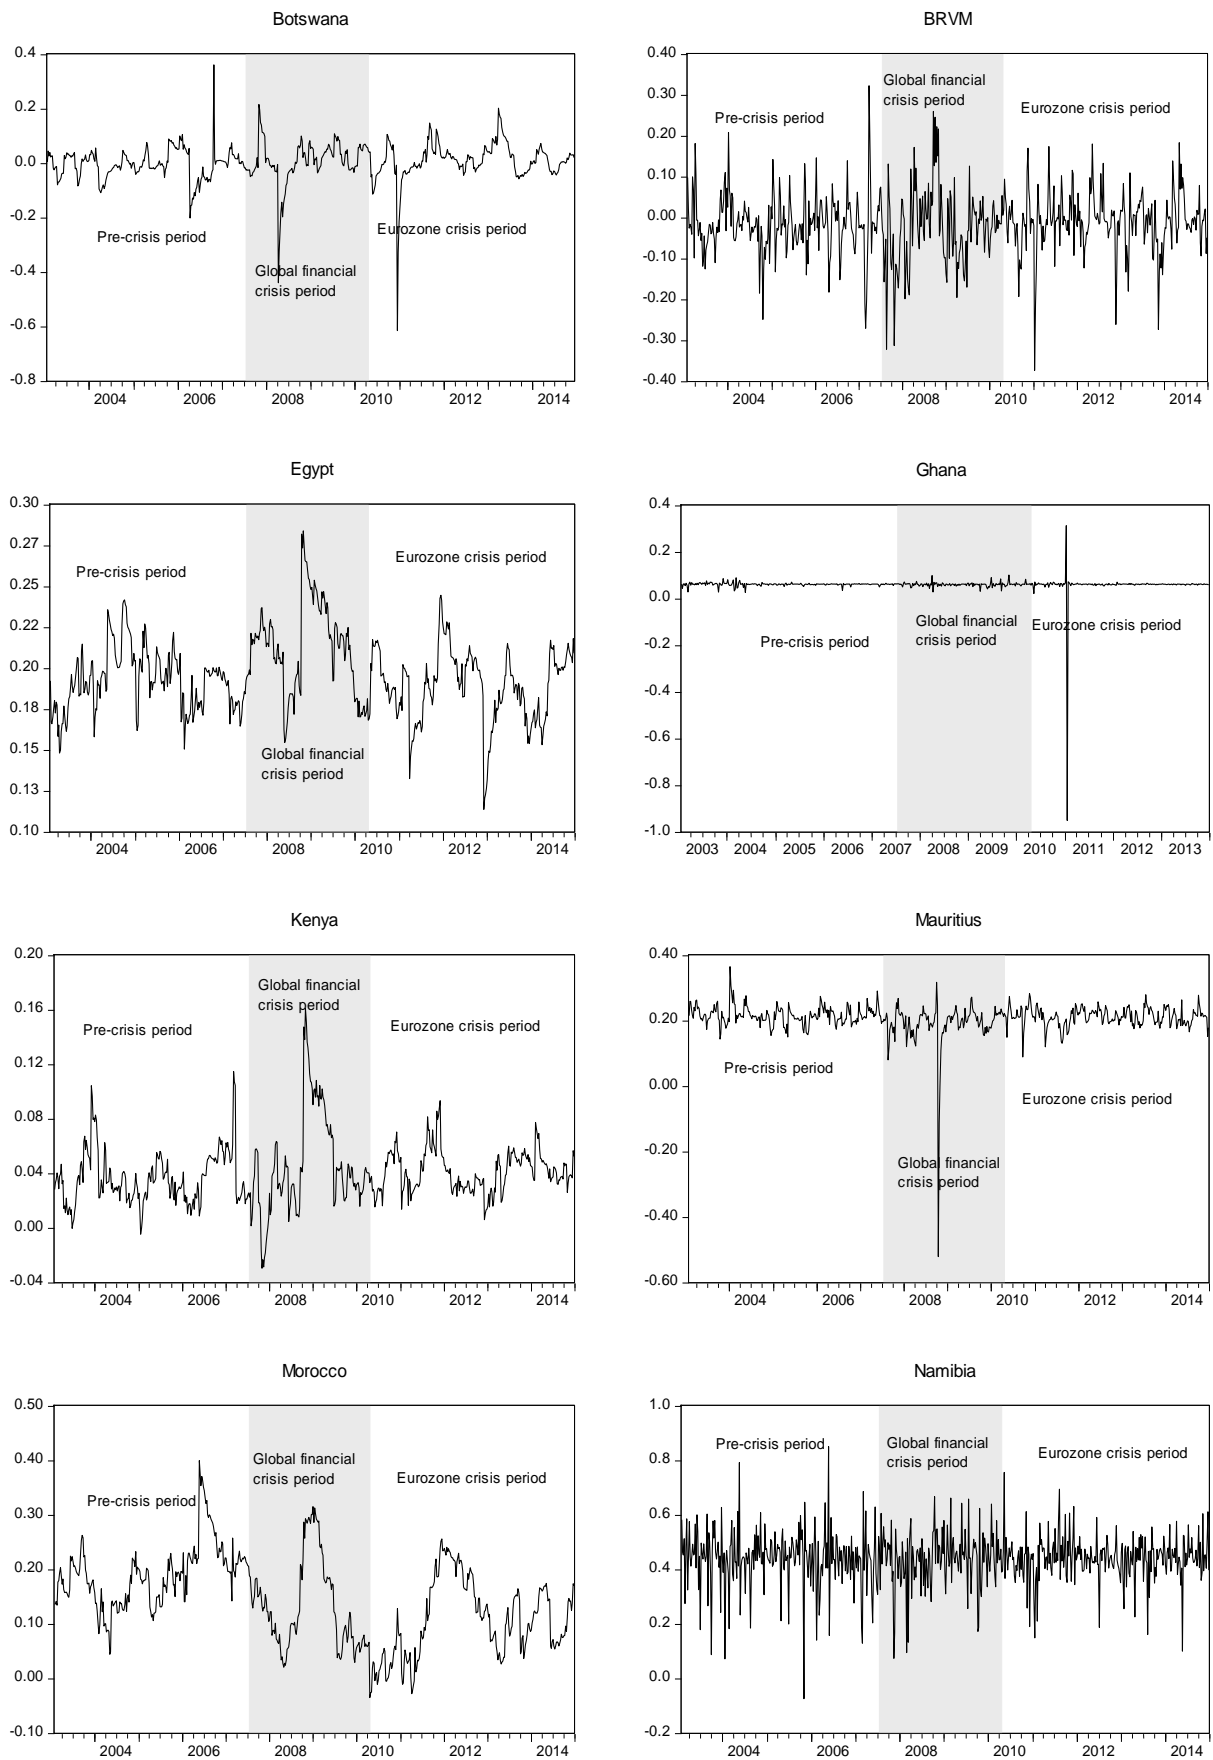 Botswana
0.4
0.2
0.0
-0.2
-0.4
-0.6
-0.8
Pre-crisis period
Global financial
crisis period
Eurozone crisis period
2004 2006 2008 2010 2012 2014
BRVM
0.40
0.30
0.20
0.10
0.00
-0.10
-0.20
-0.30
-0.40
Pre-crisis period
Global financial
crisis period
Eurozone crisis period
2004 2006 2008 2010 2012 2014
Egypt
0.30
0.27
0.25
0.22
0.20
0.18
0.15
0.13
0.10
Pre-crisis period
Global financial
crisis period
Eurozone crisis period
2004 2006 2008 2010 2012 2014
Ghana
0.4
0.2
0.0
-0.2
-0.4
-0.6
-0.8
-1.0
Pre-crisis period
Global financial
crisis period
Eurozone crisis period
2003 2004 2005 2006 2007 2008 2009 2010 2011 2012 2013
Kenya
0.20
0.16
0.12
0.08
0.04
0.00
-0.04
Pre-crisis period
Global financial
crisis period
Eurozone crisis period
2004 2006 2008 2010 2012 2014
Mauritius
0.40
0.20
0.00
-0.20
-0.40
-0.60
Pre-crisis period
Global financial
crisis period
Eurozone crisis period
2004 2006 2008 2010 2012 2014
Morocco
0.50
0.40
0.30
0.20
0.10
0.00
-0.10
Pre-crisis period
Global financial
crisis period
Eurozone crisis period
2004 2006 2008 2010 2012 2014
Namibia
1.0
0.8
0.6
0.4
0.2
0.0
-0.2
Pre-crisis period
Global financial
crisis period
Eurozone crisis period
2004 2006 2008 2010 2012 2014